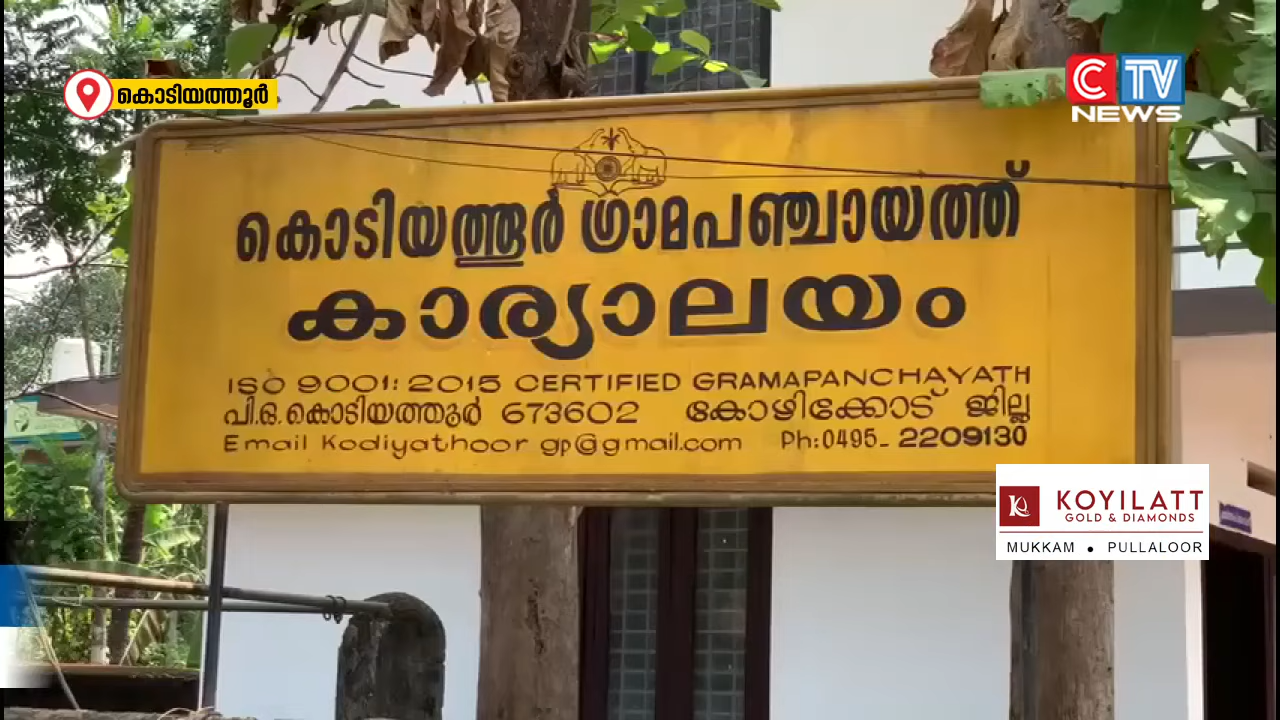 കൊടിയത്തൂർ
CTV
NEWS
കൊടിയത്തൂർ ഗ്രാമപഞ്ചായത്ത്
കാര്യാലയം
ISO 9001: 2015 CERTIFIED GRAMAPANCHAYATH
പി.ഒ. കൊടിയത്തൂർ 673602 കോഴിക്കോട് ജില്ല
Email Kodiyathoor gp@gmail.com Ph:0495-2209130
KOYILATT
GOLD & DIAMONDS
MUKKAM • PULLALOOR